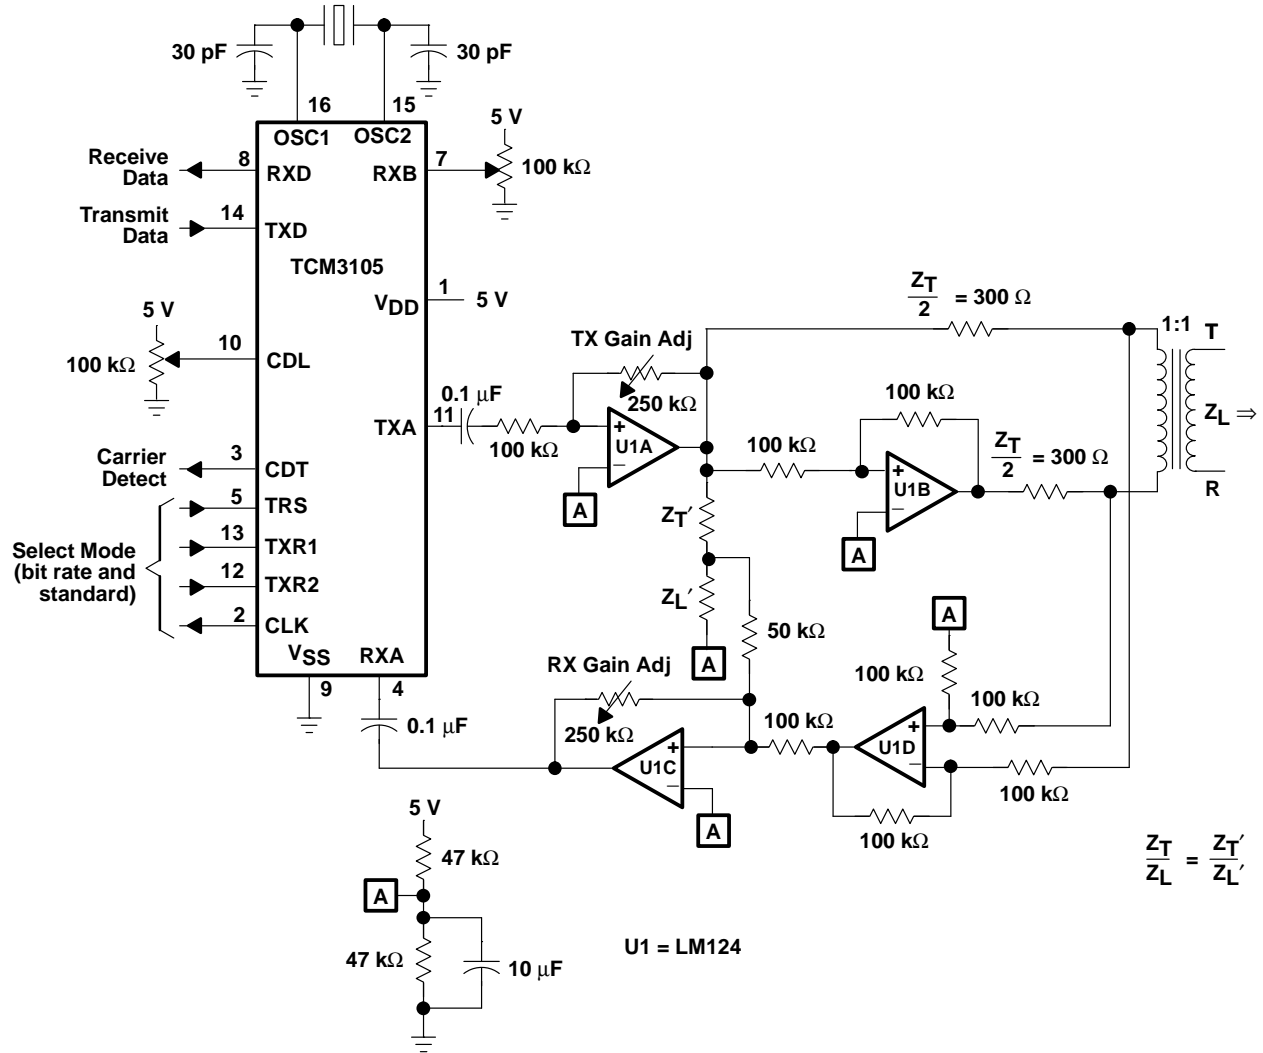 30 pF
30 pF
16
15
5 V
OSC1
OSC2
Receive
Data
8
RXD
RXB
7
100 kΩ
Transmit
Data
14
TXD
TCM3105
VDD
1
5 V
5 V
100 kΩ
10
CDL
TXA
11
0.1 μF
100 kΩ
TX Gain Adj
250 kΩ
+
−
U1A
A
ZT/2 = 300 Ω
1:1
T
ZL ⇒
R
100 kΩ
100 kΩ
+
−
U1B
A
ZT/2 = 300 Ω
Carrier
Detect
3
CDT
5
TRS
Select Mode
(bit rate and
standard)
13
TXR1
12
TXR2
2
CLK
VSS
RXA
9
4
0.1 μF
ZT′
ZL′
A
50 kΩ
RX Gain Adj
250 kΩ
+
−
U1C
A
100 kΩ
A
100 kΩ
100 kΩ
+
−
U1D
100 kΩ
100 kΩ
5 V
47 kΩ
A
47 kΩ
10 μF
U1 = LM124
ZT/ZL = ZT′/ZL′